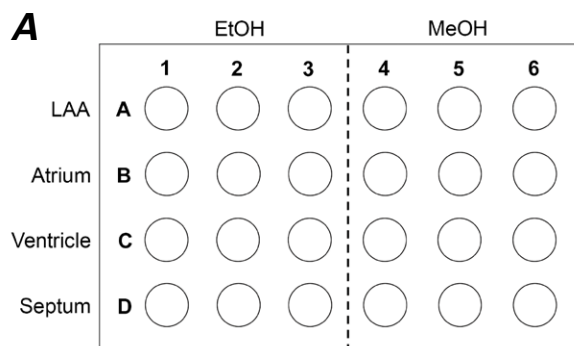 A
EtOH MeOH
1 2 3 4 5 6
LAA A
Atrium B
Ventricle C
Septum D